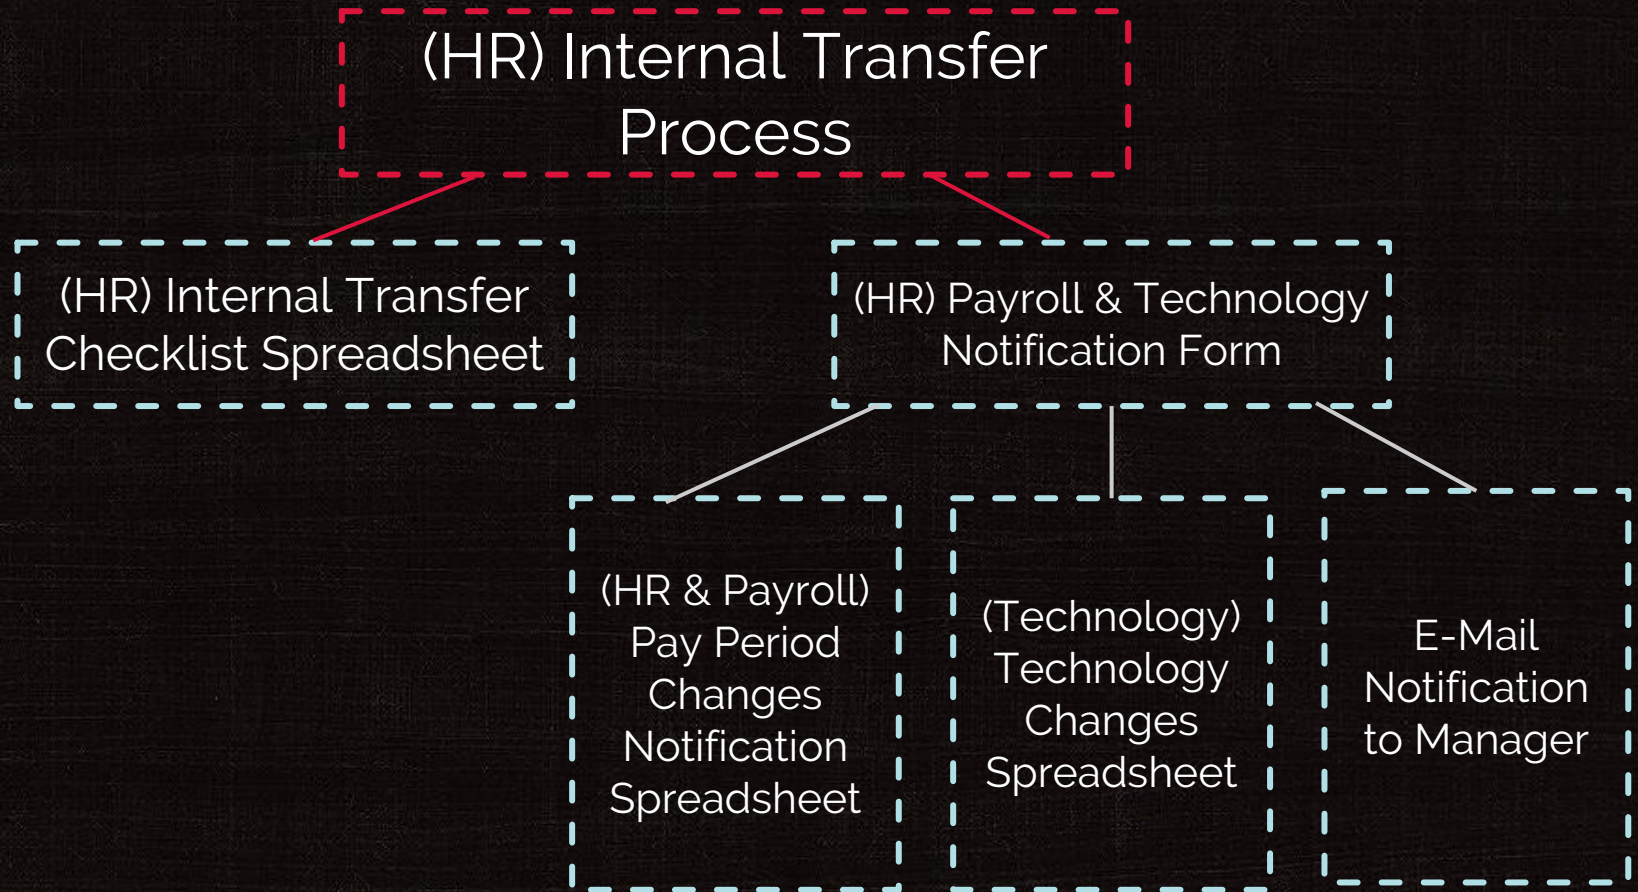 (HR) Internal Transfer
Process
(HR) Internal Transfer
Checklist Spreadsheet
(HR) Payroll & Technology
Notification Form
(HR & Payroll)
Pay Period
Changes
Notification
Spreadsheet
(Technology)
Technology
Changes
Spreadsheet
E-Mail
Notification
to Manager